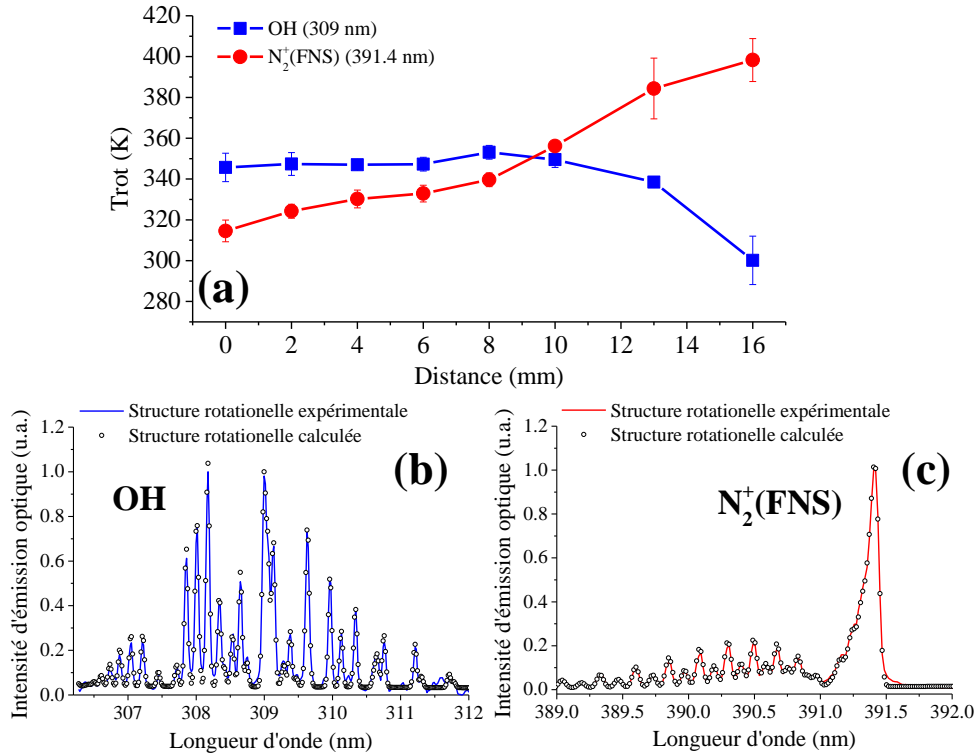 420
400
380
360
340
320
300
280
Trot (K)
OH (309 nm)
N₂⁺(FNS) (391.4 nm)
(a)
0 2 4 6 8 10 12 14 16
Distance (mm)
Structure rotationelle expérimentale
Structure rotationelle calculée
(b)
OH
Intensité d'émission optique (u.a.)
1.0
0.8
0.6
0.4
0.2
0.0
307 308 309 310 311 312
Longueur d'onde (nm)
Structure rotationelle expérimentale
Structure rotationelle calculée
(c)
N₂⁺(FNS)
Intensité d'émission optique (u.a.)
1.0
0.8
0.6
0.4
0.2
0.0
389.0 389.5 390.0 390.5 391.0 391.5 392.0
Longueur d'onde (nm)